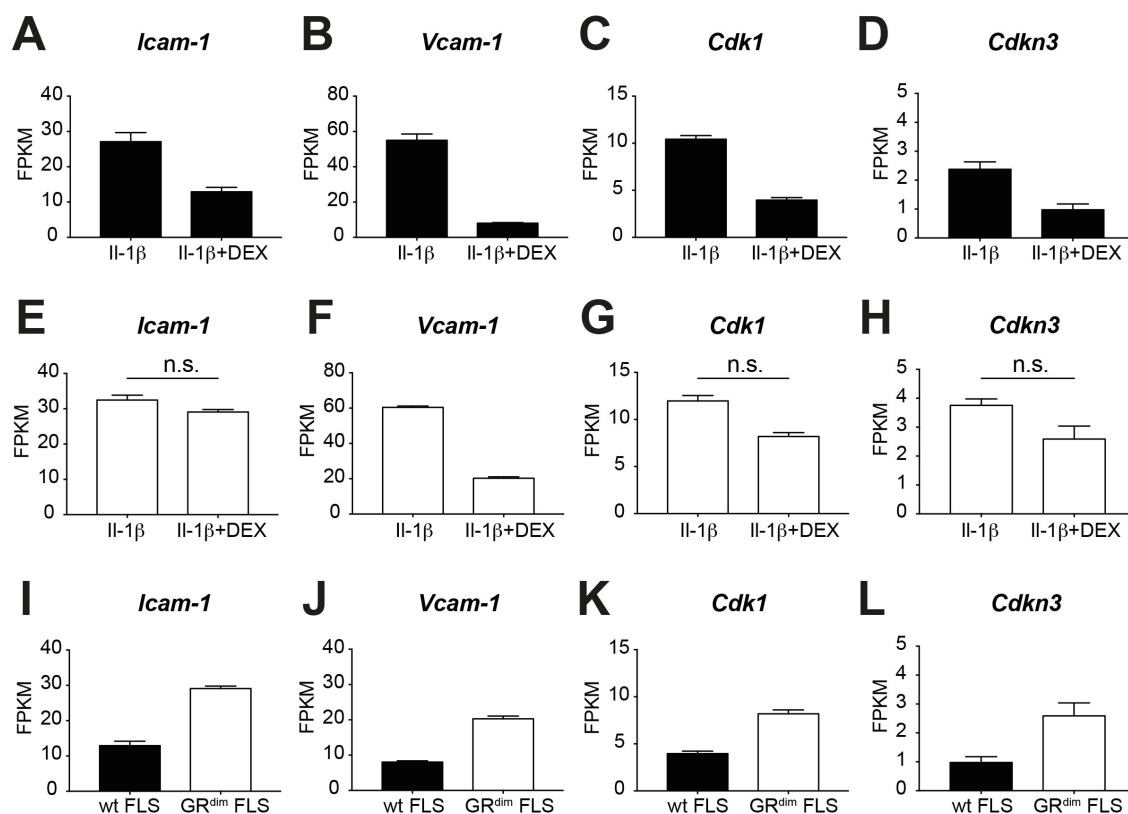 A Icam-1
B Vcam-1
C Cdk1
D Cdkn3
FPKM
40
30
20
10
0
Il-1β Il-1β+DEX
FPKM
80
60
40
20
0
Il-1β Il-1β+DEX
FPKM
15
10
5
0
Il-1β Il-1β+DEX
FPKM
5
4
3
2
1
0
Il-1β Il-1β+DEX
E Icam-1
F Vcam-1
G Cdk1
H Cdkn3
n.s.
FPKM
40
30
20
10
0
Il-1β Il-1β+DEX
FPKM
80
60
40
20
0
Il-1β Il-1β+DEX
n.s.
FPKM
15
10
5
0
Il-1β Il-1β+DEX
n.s.
FPKM
5
4
3
2
1
0
Il-1β Il-1β+DEX
I Icam-1
J Vcam-1
K Cdk1
L Cdkn3
FPKM
40
30
20
10
0
wt FLS GRdim FLS
FPKM
40
30
20
10
0
wt FLS GRdim FLS
FPKM
15
10
5
0
wt FLS GRdim FLS
FPKM
5
4
3
2
1
0
wt FLS GRdim FLS